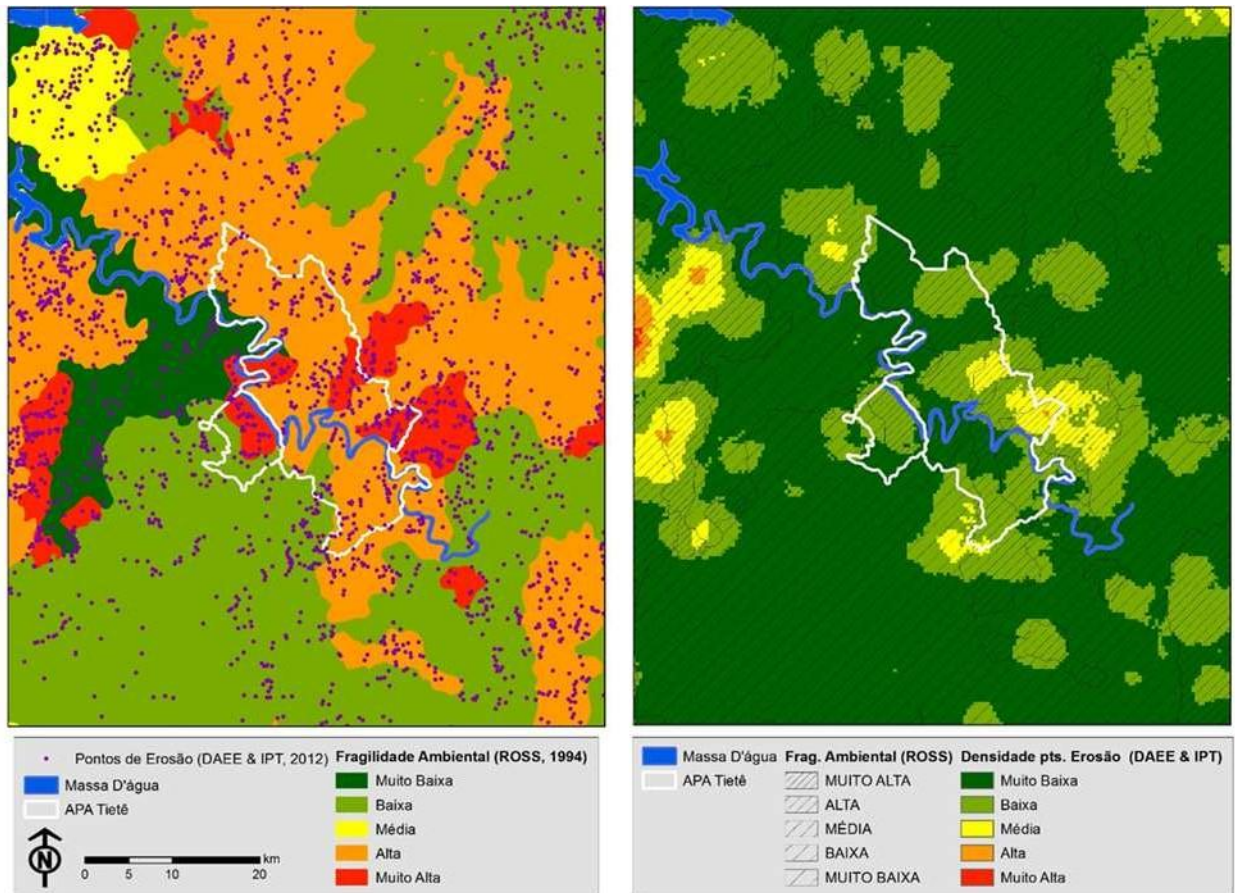 Pontos de Erosão (DAEE & IPT, 2012)
Massa D'água
APA Tietê
N
km
0 5 10 20
Fragilidade Ambiental (ROSS, 1994)
Muito Baixa
Baixa
Média
Alta
Muito Alta
Massa D'água
APA Tietê
Frag. Ambiental (ROSS)
MUITO ALTA
ALTA
MÉDIA
BAIXA
MUITO BAIXA
Densidade pts. Erosão (DAEE & IPT)
Muito Baixa
Baixa
Média
Alta
Muito Alta